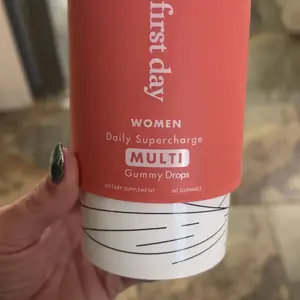 first day
WOMEN
Daily Supercharge
MULTI
Gummy Drops
DIETARY SUPPLEMENT 60 GUMMIES